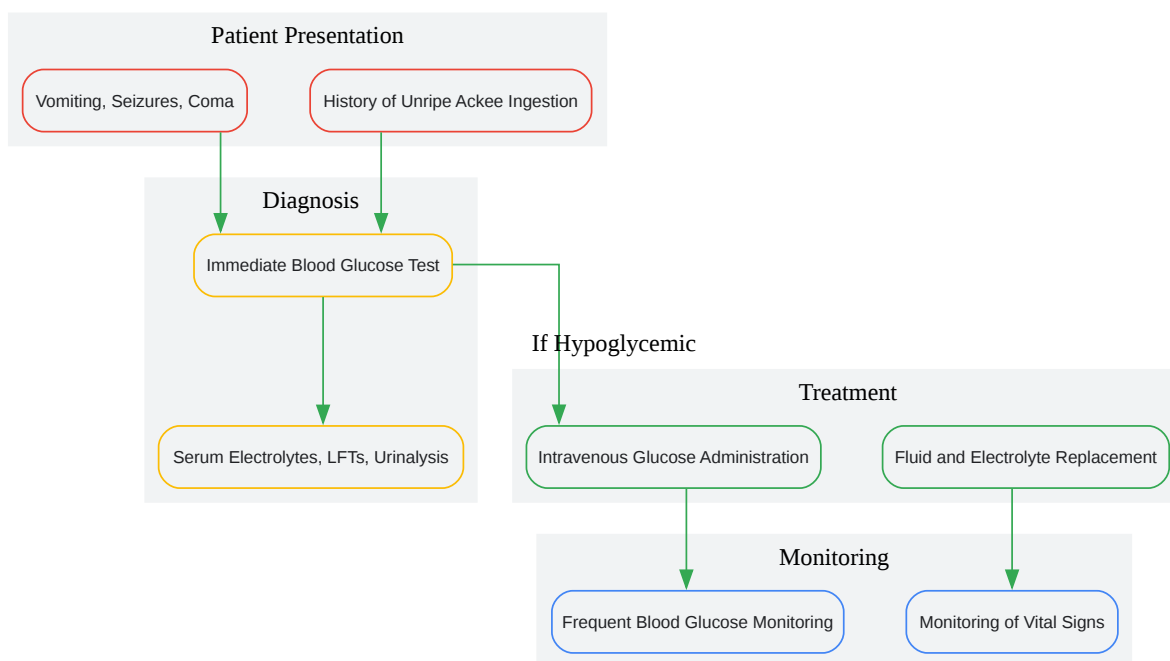 Patient Presentation
Vomiting, Seizures, Coma
History of Unripe Ackee Ingestion
Diagnosis
Immediate Blood Glucose Test
If Hypoglycemic
Serum Electrolytes, LFTs, Urinalysis
Treatment
Intravenous Glucose Administration
Fluid and Electrolyte Replacement
Monitoring
Frequent Blood Glucose Monitoring
Monitoring of Vital Signs